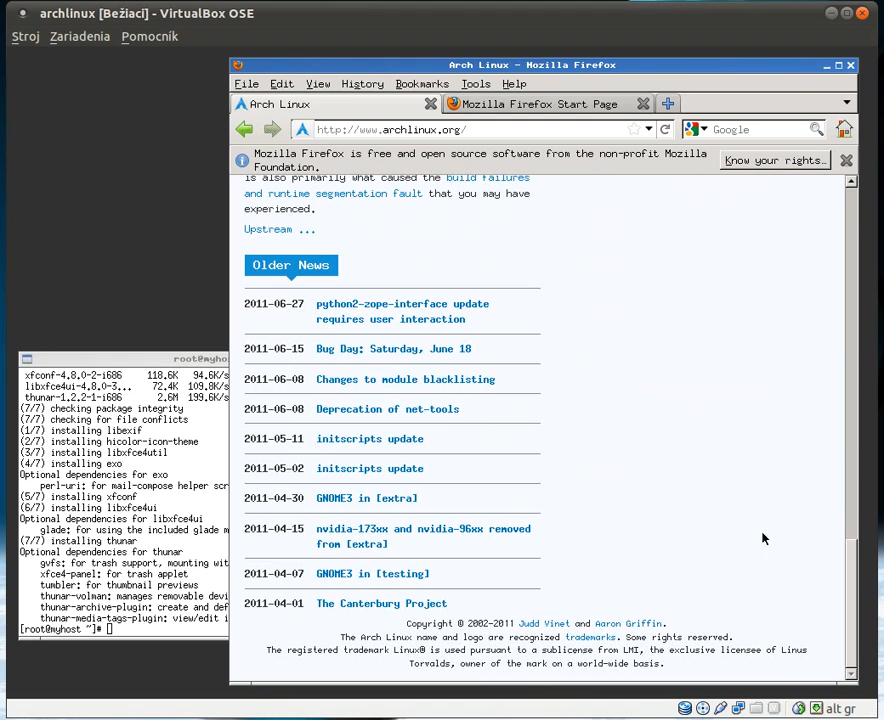 archlinux [Bežiaci] - VirtualBox OSE
Stroj Zariadenia Pomocník
Arch Linux - Mozilla Firefox
File Edit View History Bookmarks Tools Help
Arch Linux
Mozilla Firefox Start Page
http://www.archlinux.org/
Google
Mozilla Firefox is free and open source software from the non-profit Mozilla
Foundation.
Know your rights…
is also primarily what caused the build failures
and runtime segmentation fault that you may have
experienced.
Upstream ...
Older News
2011-06-27 python2-zope-interface update
requires user interaction
2011-06-15 Bug Day: Saturday, June 18
2011-06-08 Changes to module blacklisting
2011-06-08 Deprecation of net-tools
2011-05-11 initscripts update
2011-05-02 initscripts update
2011-04-30 GNOME3 in [extra]
2011-04-15 nvidia-173xx and nvidia-96xx removed
from [extra]
2011-04-07 GNOME3 in [testing]
2011-04-01 The Canterbury Project
Copyright © 2002-2011 Judd Vinet and Aaron Griffin.
The Arch Linux name and logo are recognized trademarks. Some rights reserved.
The registered trademark Linux® is used pursuant to a sublicense from LMI, the exclusive licensee of Linus
Torvalds, owner of the mark on a world-wide basis.
root@myhos
xfconf-4.8.0-2-i686 118.6K 94.6K/s
libxfce4ui-4.8.0-3... 72.4K 109.8K/s
thunar-1.2.2-1-i686 2.6M 199.6K/s
(7/7) checking package integrity
(7/7) checking for file conflicts
(1/7) installing libexif
(2/7) installing hicolor-icon-theme
(3/7) installing libxfce4util
(4/7) installing exo
Optional dependencies for exo
perl-uri: for mail-compose helper scr
(5/7) installing xfconf
(6/7) installing libxfce4ui
Optional dependencies for libxfce4ui
glade: for using the included glade m
(7/7) installing thunar
Optional dependencies for thunar
gvfs: for trash support, mounting wit
xfce4-panel: for trash applet
tumbler: for thumbnail previews
thunar-volman: manages removable devi
thunar-archive-plugin: create and def
thunar-media-tags-plugin: view/edit i
[root@myhost ~]#
alt gr